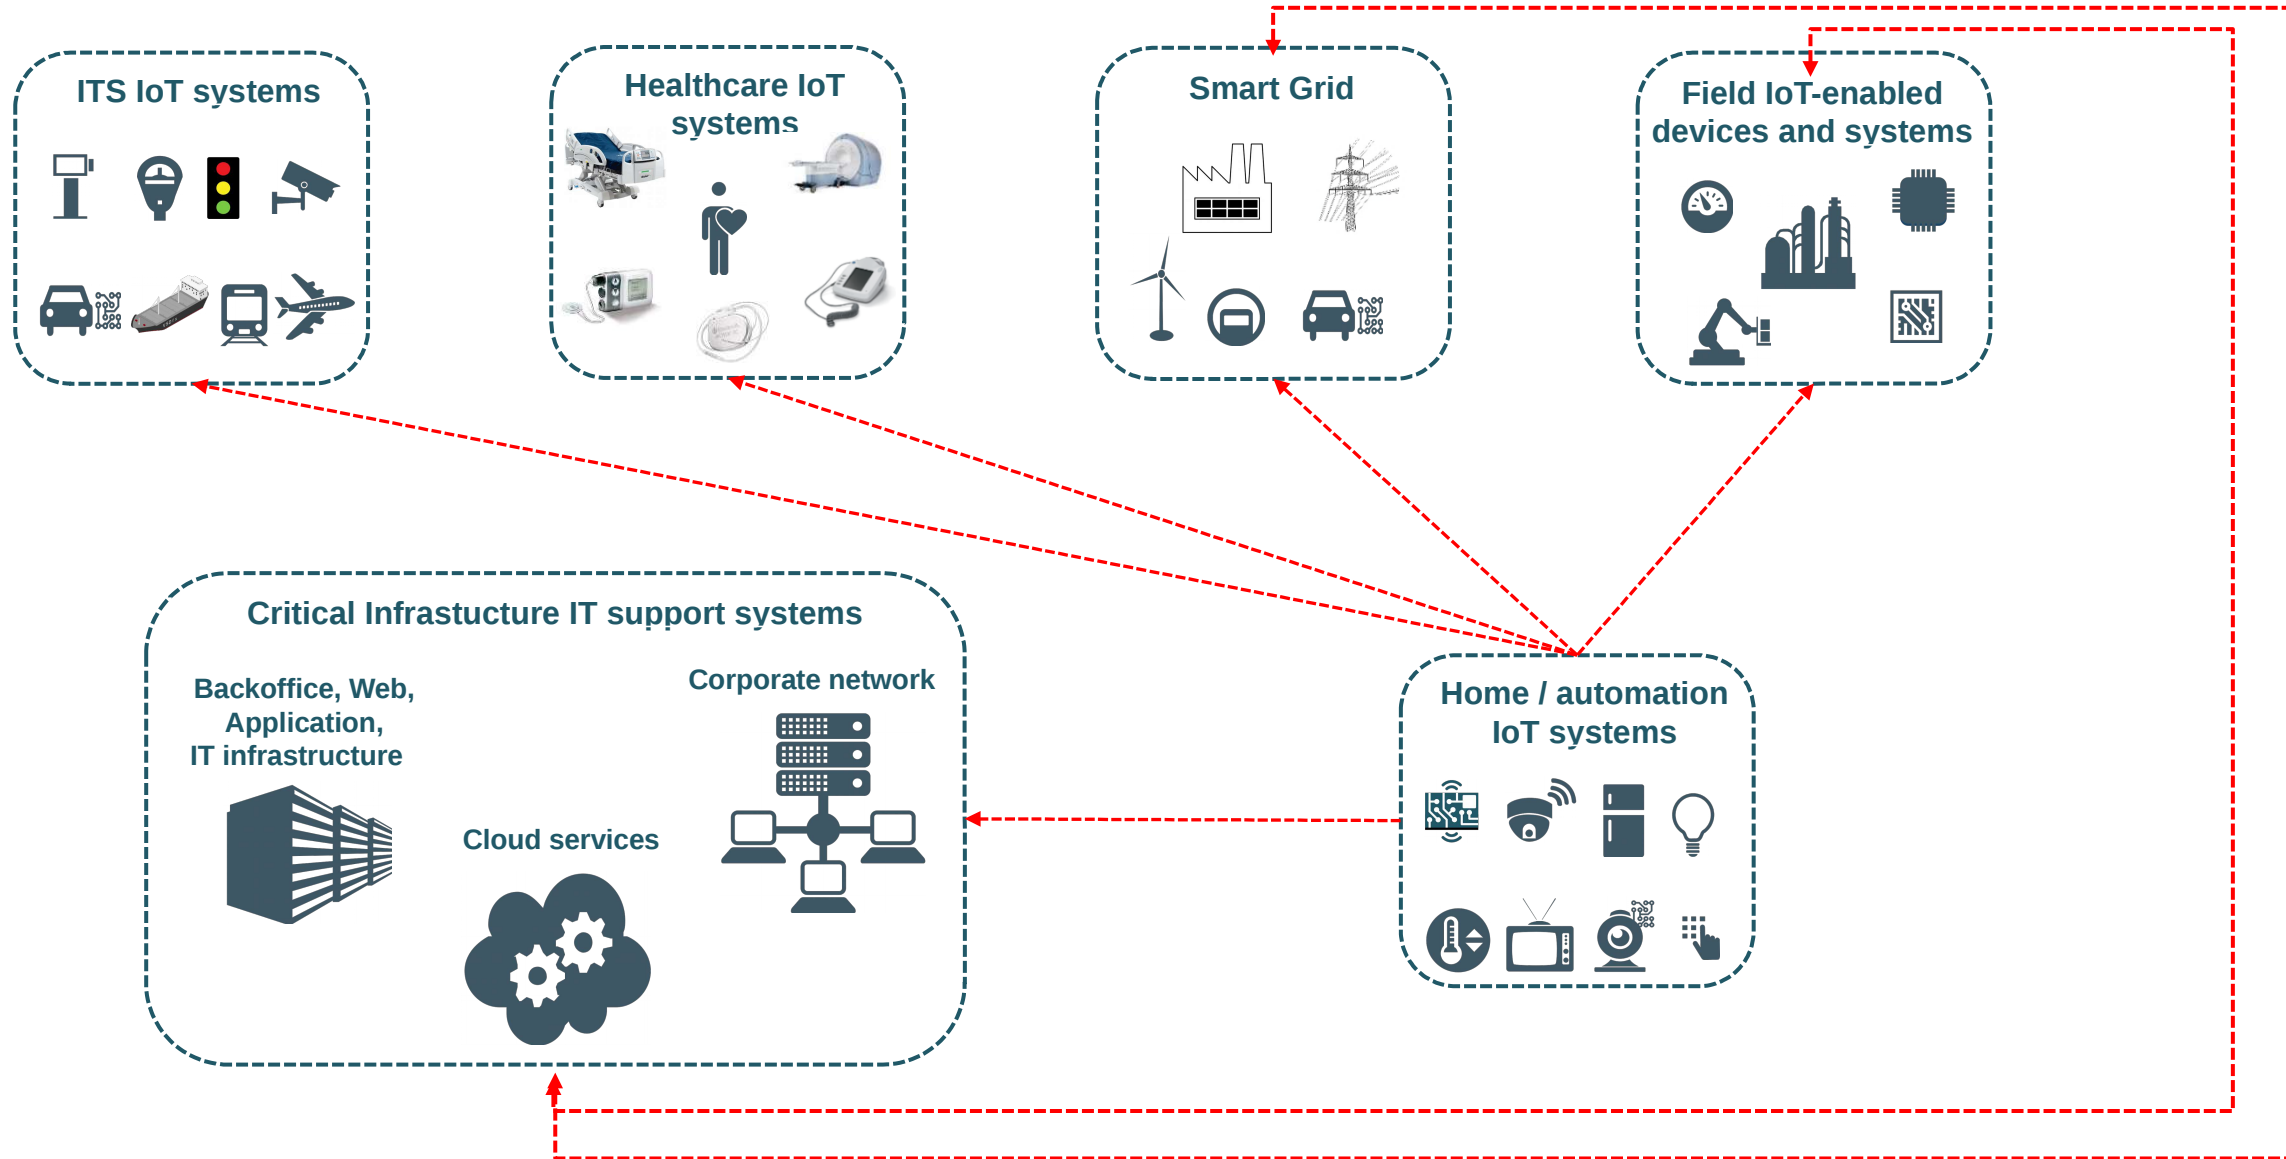 ITS IoT systems
Healthcare IoT
systems
Smart Grid
Field IoT-enabled
devices and systems
Critical Infrastucture IT support systems
Backoffice, Web,
Application,
IT infrastructure
Cloud services
Corporate network
Home / automation
IoT systems